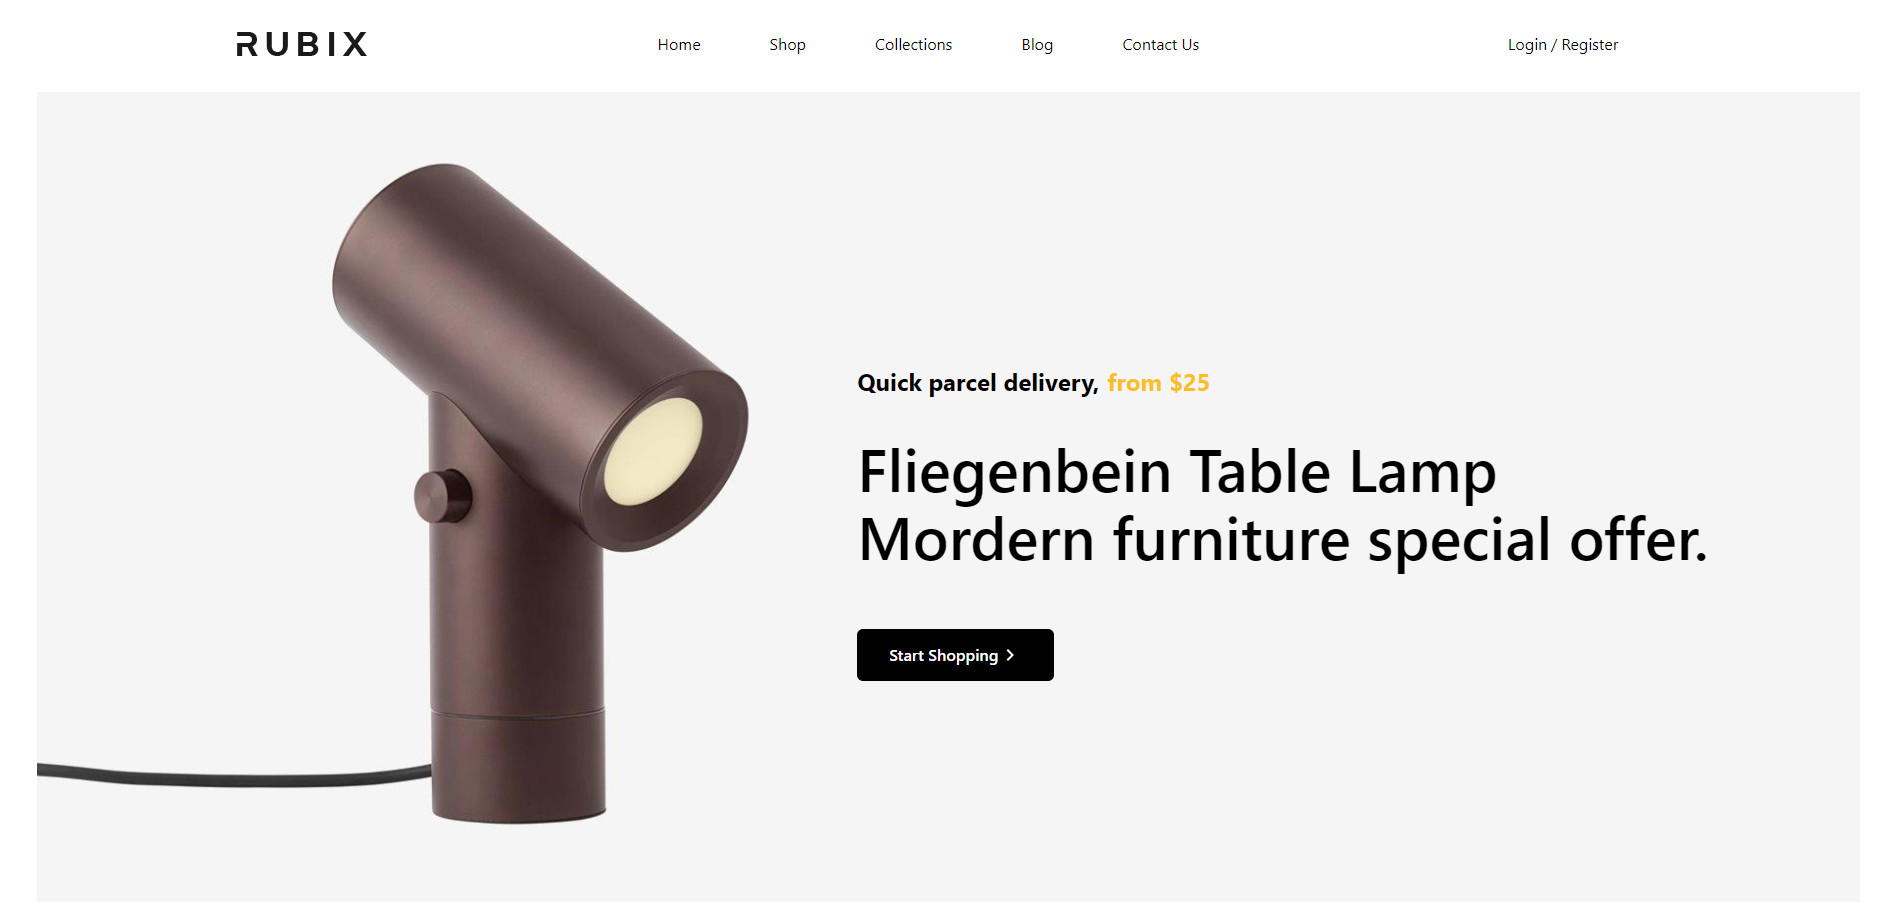 RUBIX
Home Shop Collections Blog Contact Us Login / Register
Quick parcel delivery, from $25
Fliegenbein Table Lamp
Mordern furniture special offer.
Start Shopping